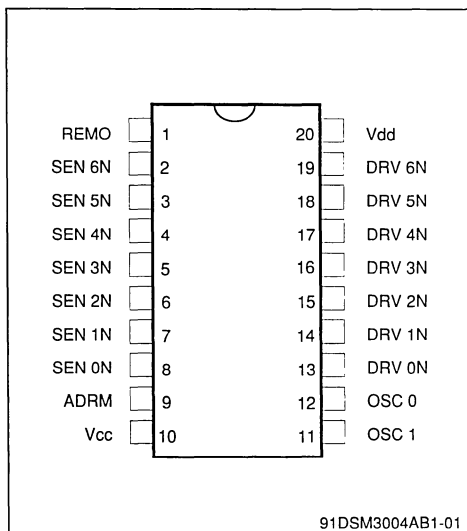 REMO 1 20 Vdd
SEN 6N 2 19 DRV 6N
SEN 5N 3 18 DRV 5N
SEN 4N 4 17 DRV 4N
SEN 3N 5 16 DRV 3N
SEN 2N 6 15 DRV 2N
SEN 1N 7 14 DRV 1N
SEN 0N 8 13 DRV 0N
ADRM 9 12 OSC 0
Vcc 10 11 OSC 1
91DSM3004AB1-01